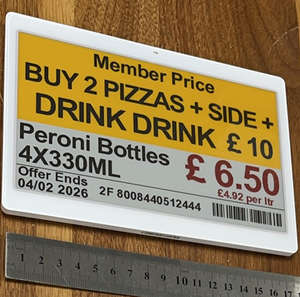 Member Price
BUY 2 PIZZAS + SIDE +
DRINK DRINK £ 10
Peroni Bottles
4X330ML
£ 6.50
£4.92 per ltr
Offer Ends
04/02 2026
2F 8008440512444
1 2 3 4 5 6 7 8 9 10 11 12 13 14 15 16 17